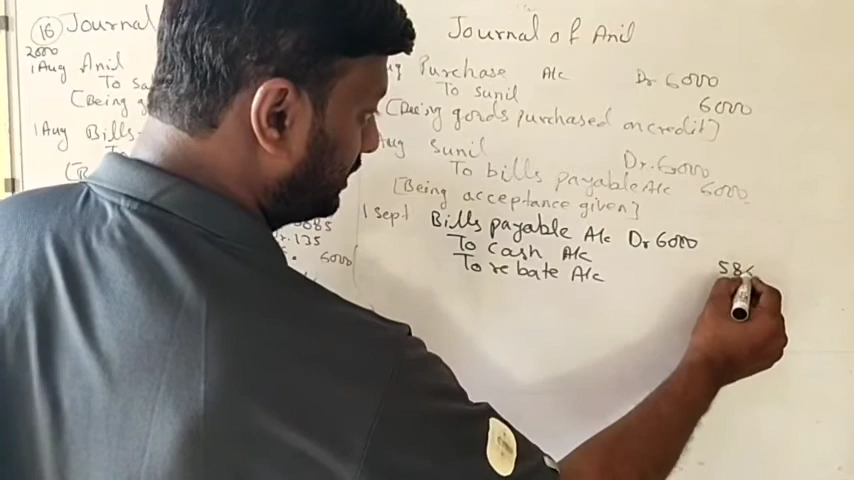 16 Journal
2000
1 Aug Anil
To
[Being
1 Aug Bills
Dr. 135
6000
Journal of Anil
Purchase A/c Dr 6000
To sunil 6000
[Being goods purchased on credit]
Aug sunil Dr. 6000
To bills payable A/c 6000
[Being acceptance given]
1 Sept Bills payable A/c Dr 6000
To cash A/c
To rebate A/c
58